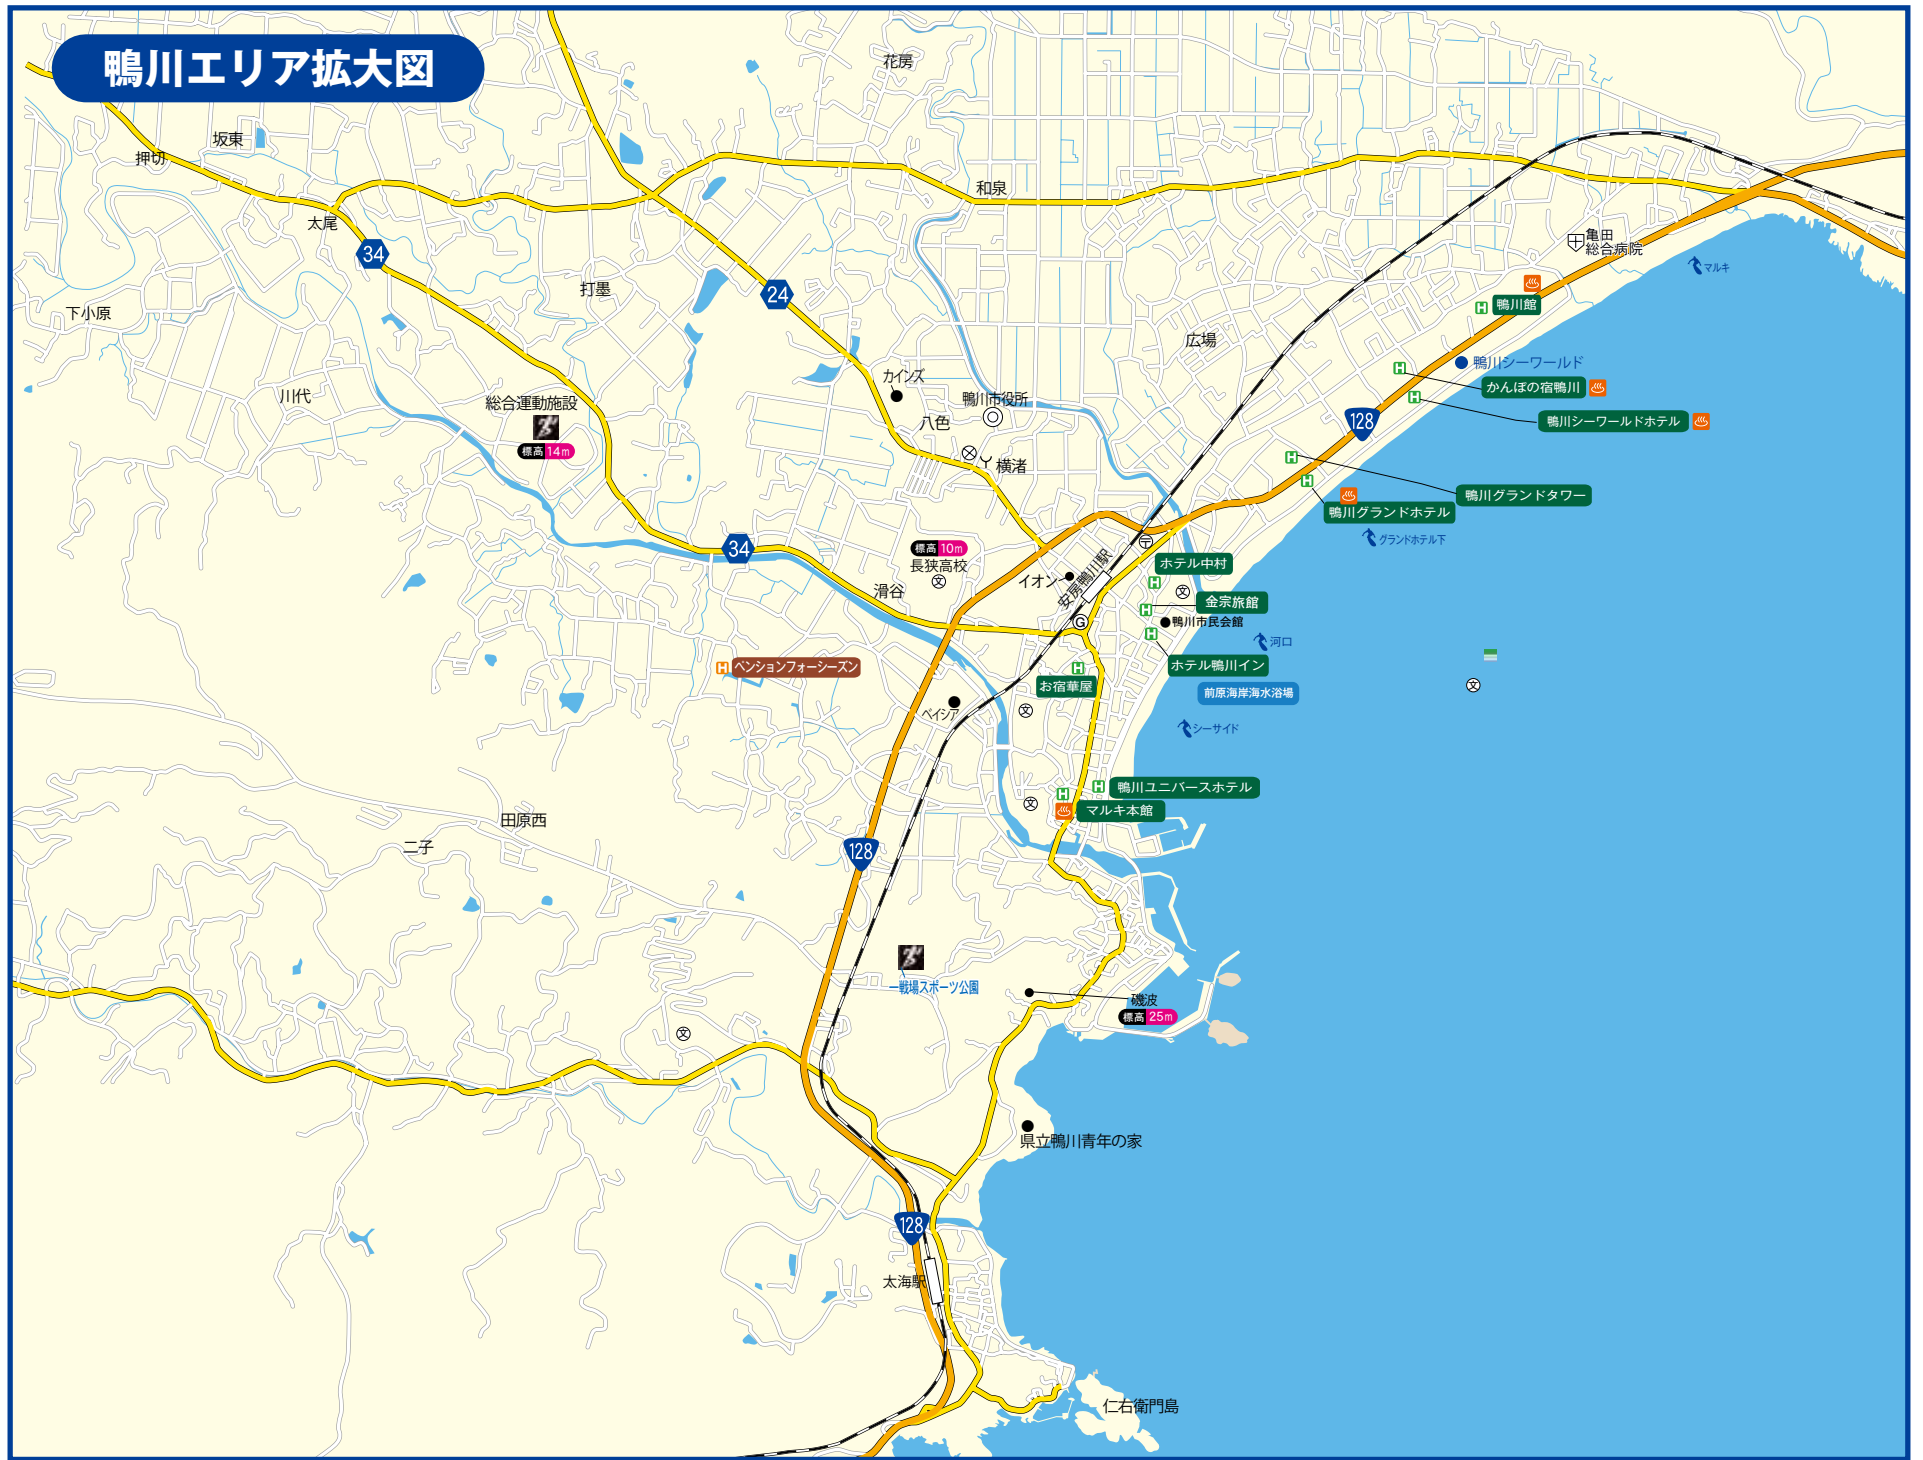 鴨川エリア拡大図
花房
坂東
押切
和泉
太尾
34
亀田
総合病院
マルキ
打墨
24
鴨川館
下小原
広場
鴨川シーワールド
カインズ
かんぽの宿鴨川
川代
鴨川市役所
総合運動施設
八色
128
鴨川シーワールドホテル
標高 14m
横渚
鴨川グランドタワー
鴨川グランドホテル
グランドホテル下
〒
34
標高 10m
長狭高校
文
ホテル中村
イオン
安房鴨川駅
滑谷
文
金宗旅館
G
鴨川市民会館
河口
ペンションフォーシーズン
ホテル鴨川イン
お宿華屋
前原海岸海水浴場
文
ベイシア
文
シーサイド
鴨川ユニバースホテル
文
マルキ本館
田原西
二子
128
一戦場スポーツ公園
磯波
標高 25m
文
県立鴨川青年の家
128
太海駅
仁右衛門島